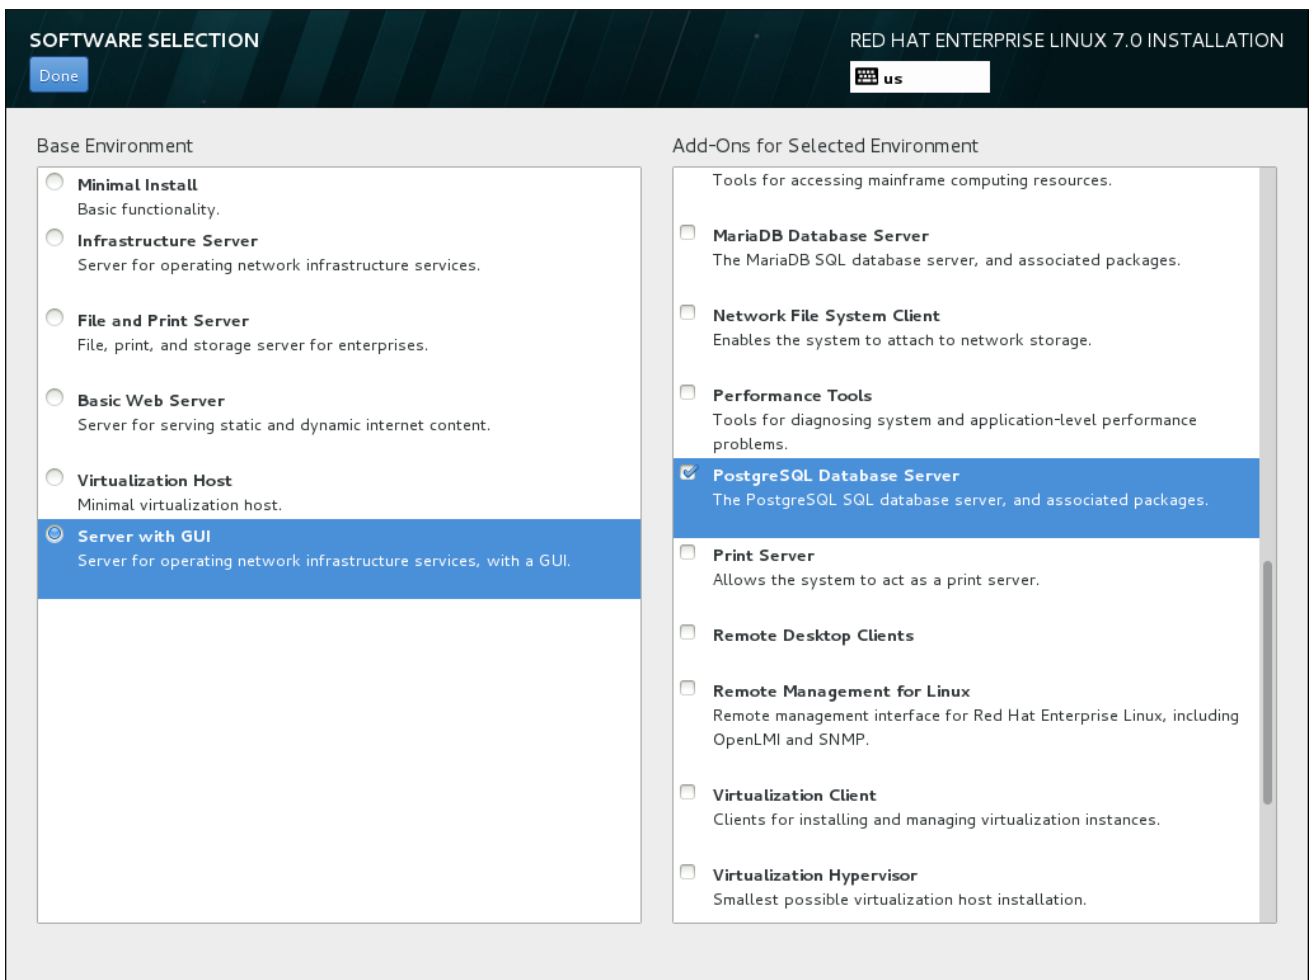 SOFTWARE SELECTION
Done
RED HAT ENTERPRISE LINUX 7.0 INSTALLATION
us
Base Environment
Minimal Install
Basic functionality.
Infrastructure Server
Server for operating network infrastructure services.
File and Print Server
File, print, and storage server for enterprises.
Basic Web Server
Server for serving static and dynamic internet content.
Virtualization Host
Minimal virtualization host.
Server with GUI
Server for operating network infrastructure services, with a GUI.
Add-Ons for Selected Environment
Tools for accessing mainframe computing resources.
MariaDB Database Server
The MariaDB SQL database server, and associated packages.
Network File System Client
Enables the system to attach to network storage.
Performance Tools
Tools for diagnosing system and application-level performance
problems.
PostgreSQL Database Server
The PostgreSQL SQL database server, and associated packages.
Print Server
Allows the system to act as a print server.
Remote Desktop Clients
Remote Management for Linux
Remote management interface for Red Hat Enterprise Linux, including
OpenLMI and SNMP.
Virtualization Client
Clients for installing and managing virtualization instances.
Virtualization Hypervisor
Smallest possible virtualization host installation.